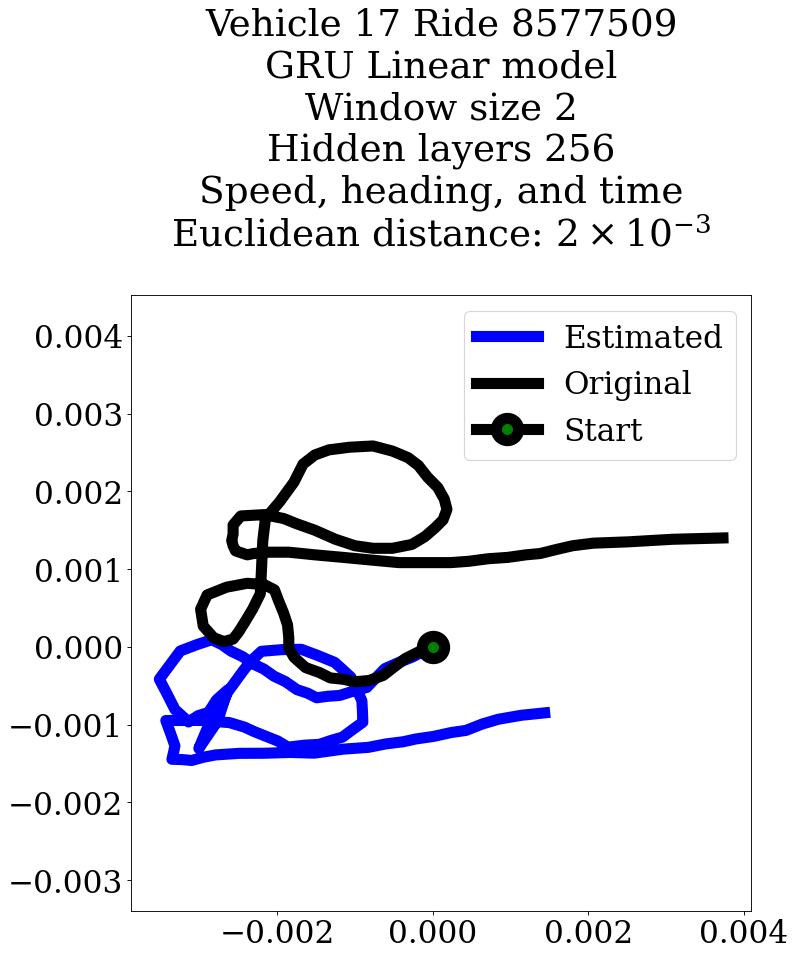 Vehicle 17 Ride 8577509
GRU Linear model
Window size 2
Hidden layers 256
Speed, heading, and time
Euclidean distance: 2 × 10⁻³
Estimated
Original
Start
0.004
0.003
0.002
0.001
0.000
−0.001
−0.002
−0.003
−0.002 0.000 0.002 0.004